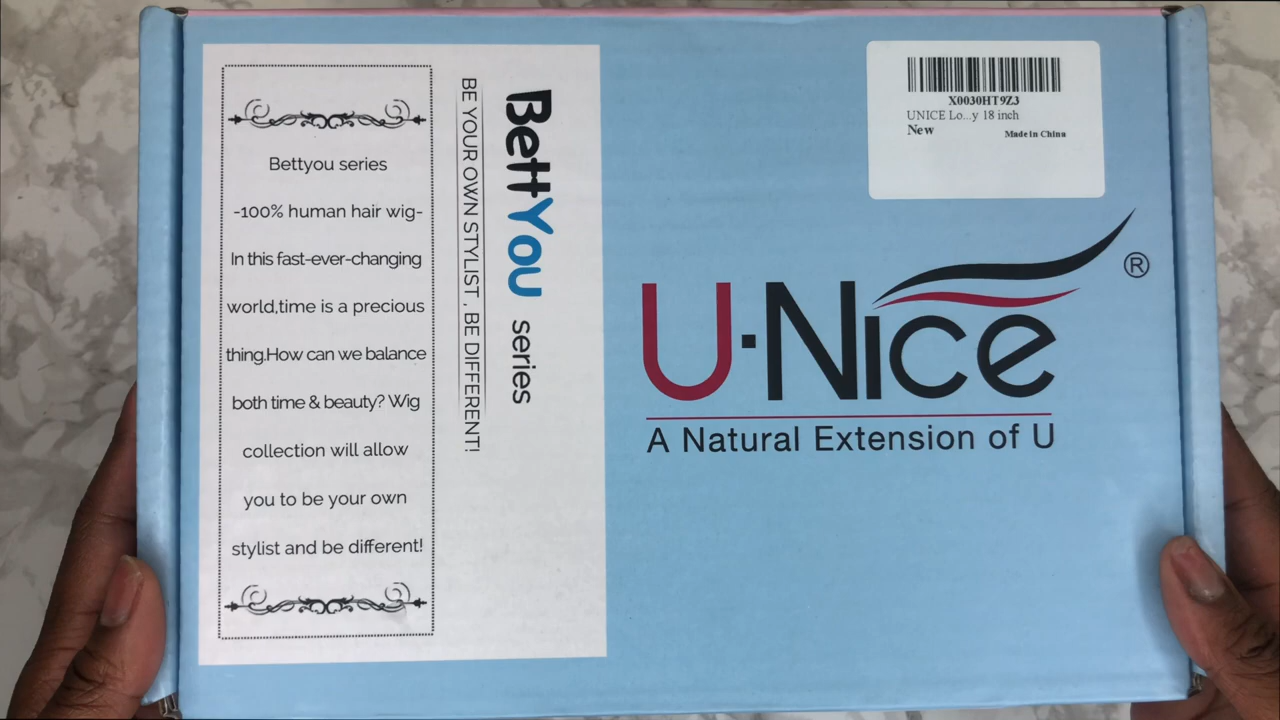 Bettyou series
-100% human hair wig-
In this fast-ever-changing
world,time is a precious
thing.How can we balance
both time & beauty? Wig
collection will allow
you to be your own
stylist and be different!
BettYou series
BE YOUR OWN STYLIST , BE DIFFERENT!
X0030HT9Z3
UNICE Lo...y 18 inch
New
Made in China
U·Nice ®
A Natural Extension of U